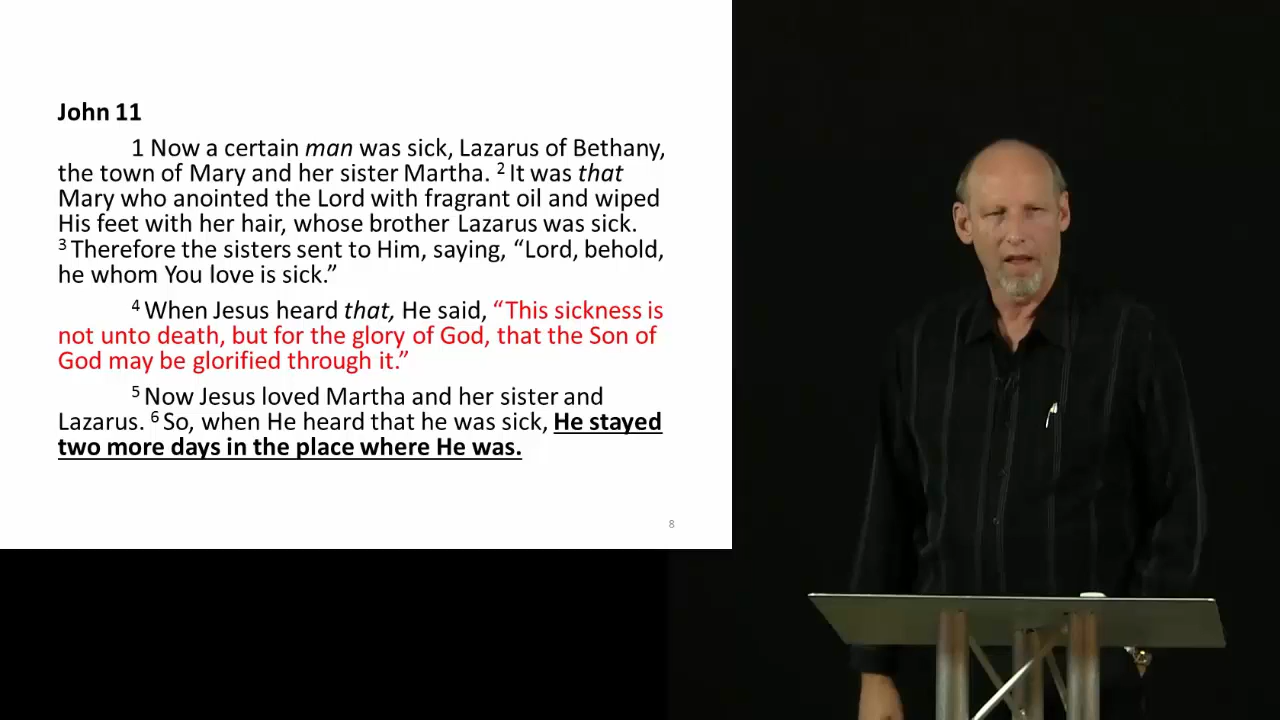 John 11
1 Now a certain man was sick, Lazarus of Bethany,
the town of Mary and her sister Martha. 2 It was that
Mary who anointed the Lord with fragrant oil and wiped
His feet with her hair, whose brother Lazarus was sick.
3 Therefore the sisters sent to Him, saying, “Lord, behold,
he whom You love is sick.”
4 When Jesus heard that, He said, “This sickness is
not unto death, but for the glory of God, that the Son of
God may be glorified through it.”
5 Now Jesus loved Martha and her sister and
Lazarus. 6 So, when He heard that he was sick, He stayed
two more days in the place where He was.
8